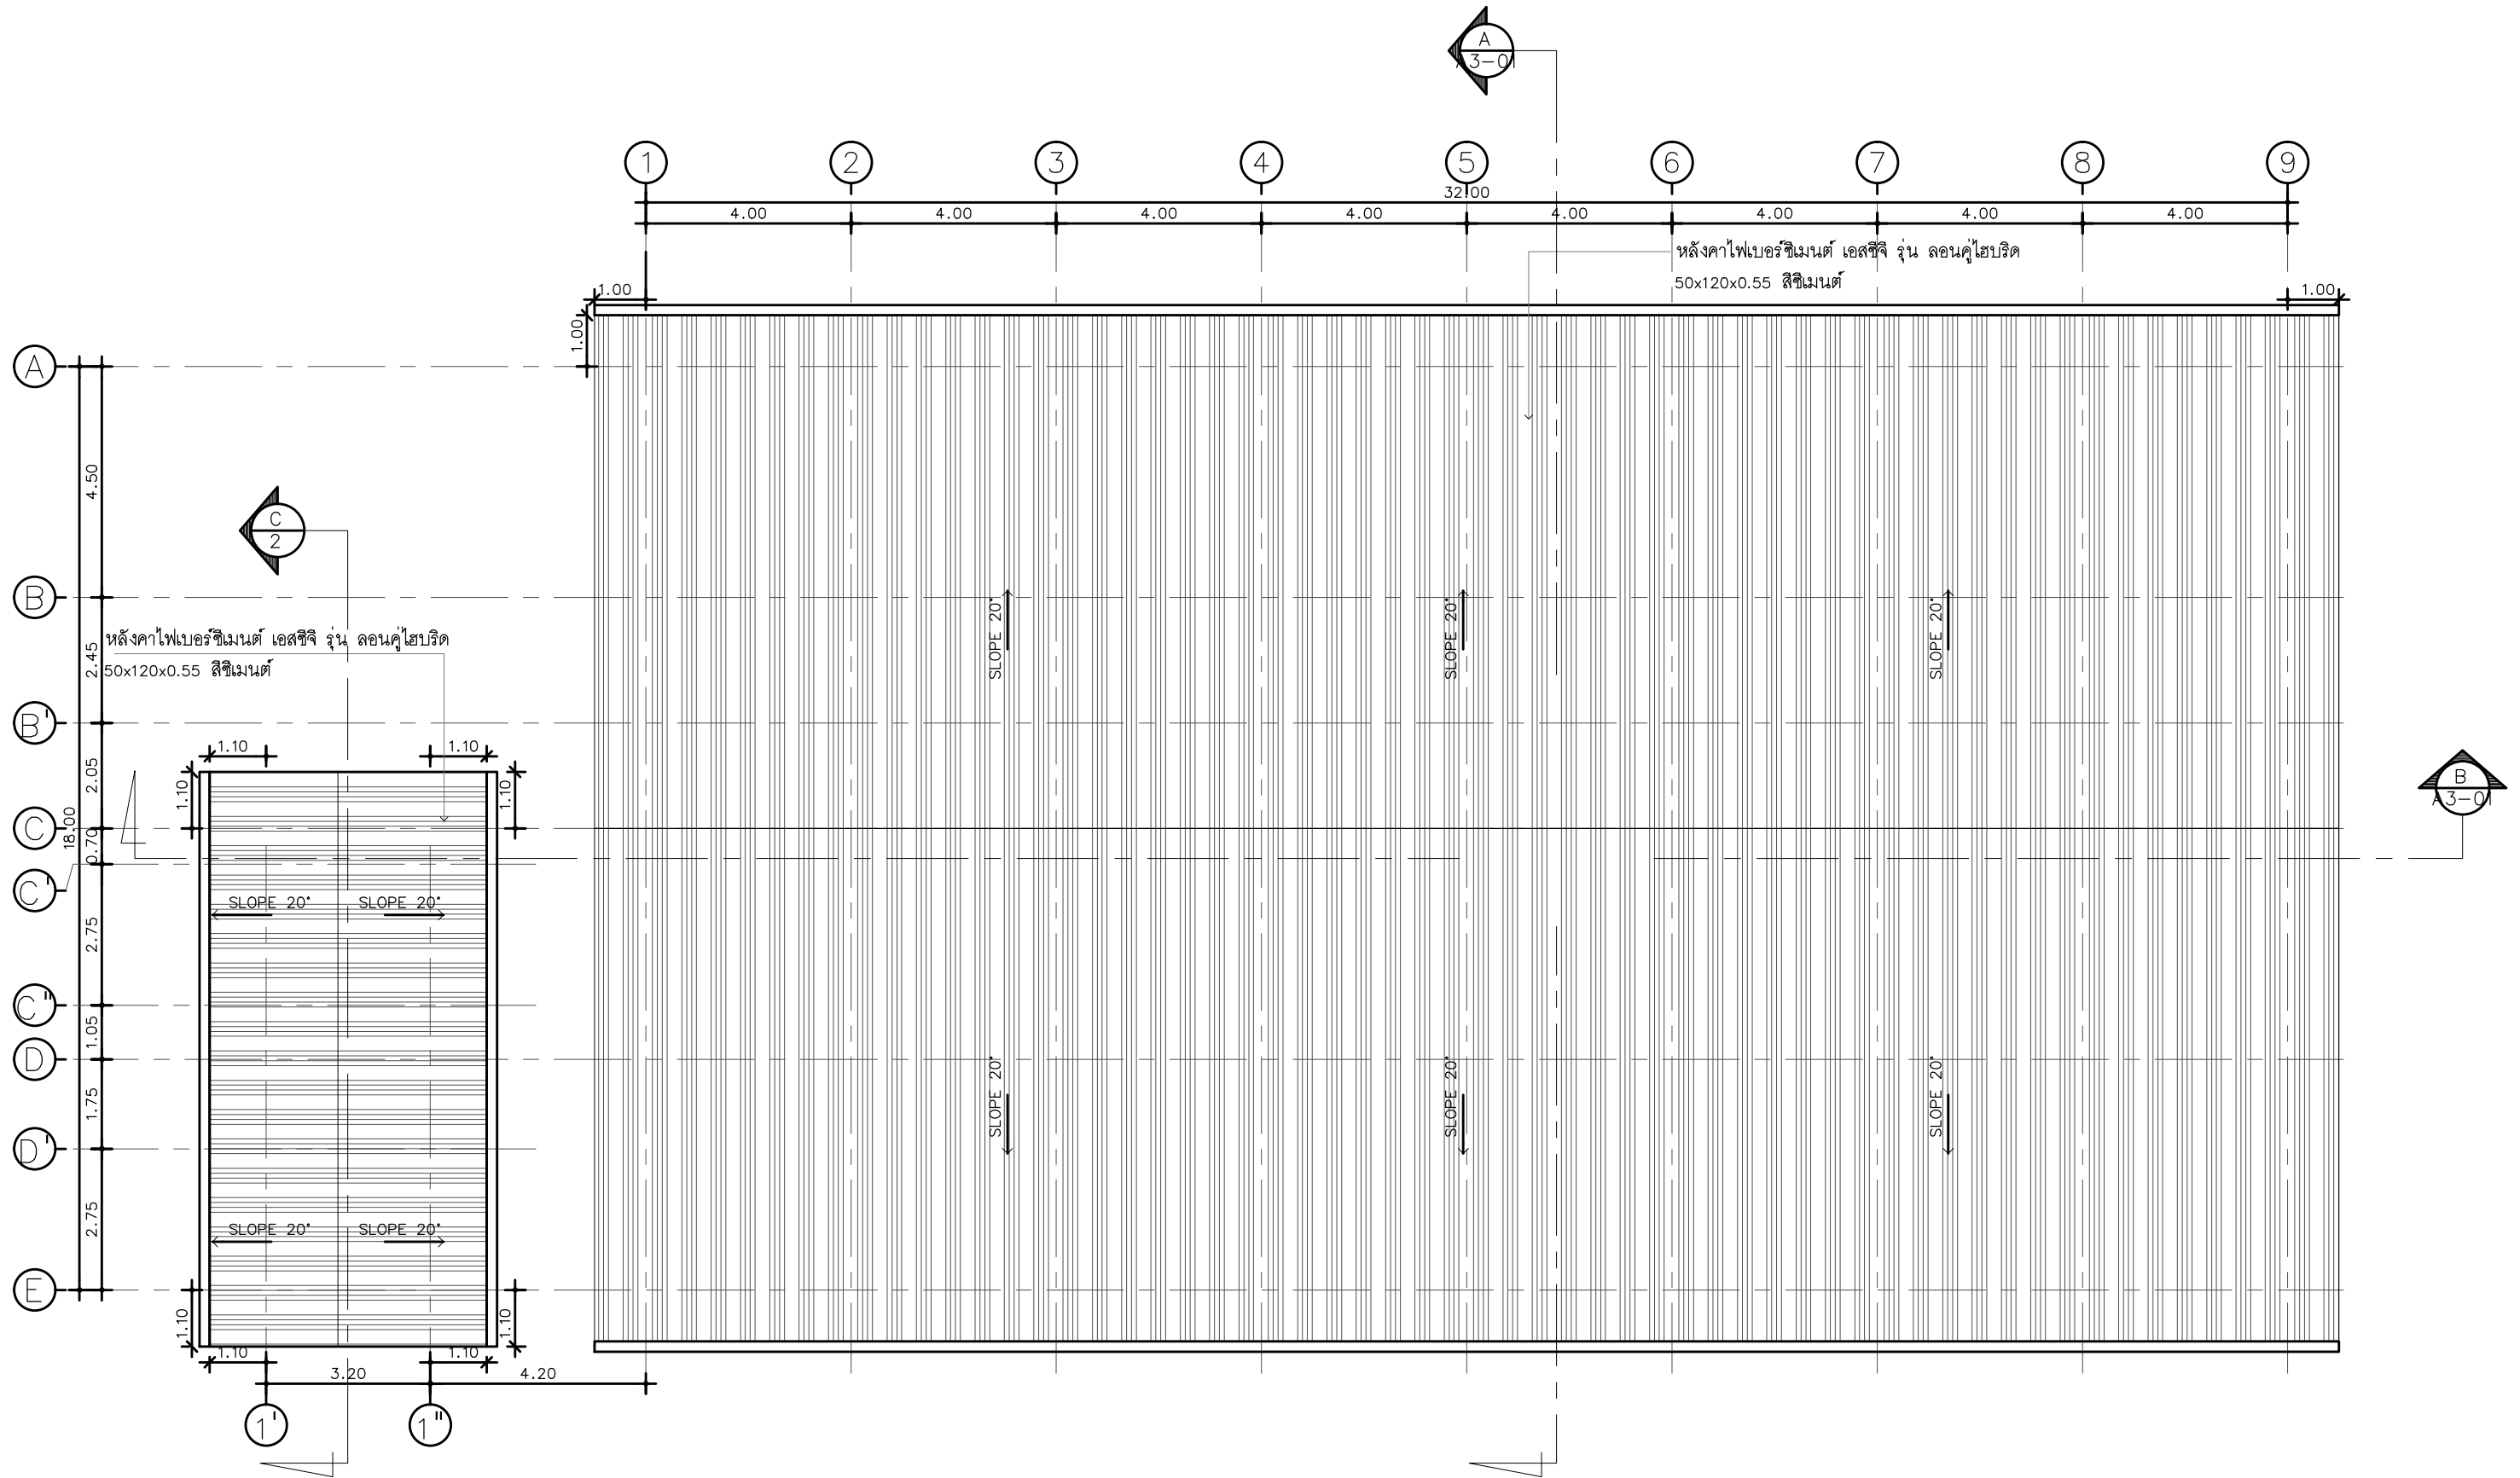 A
A3-01
1 2 3 4 5 6 7 8 9
32.00
4.00 4.00 4.00 4.00 4.00 4.00 4.00 4.00
หลังคาไฟเบอร์ซีเมนต์ เอสซีจี รุ่น ลอนคู่ไฮบริด
50x120x0.55 สีซีเมนต์
1.00 1.00
1.00
A
4.50
C
2
B
SLOPE 20° SLOPE 20° SLOPE 20°
หลังคาไฟเบอร์ซีเมนต์ เอสซีจี รุ่น ลอนคู่ไฮบริด
2.45
50x120x0.55 สีซีเมนต์
B'
1.10 1.10
2.05
1.10 1.10
B
A3-01
C
18.00
0.70
C'
SLOPE 20° SLOPE 20°
2.75
C"
1.05
D
SLOPE 20° SLOPE 20° SLOPE 20°
1.75
D'
2.75
SLOPE 20° SLOPE 20°
E
1.10 1.10
1.10 1.10
3.20 4.20
1' 1"